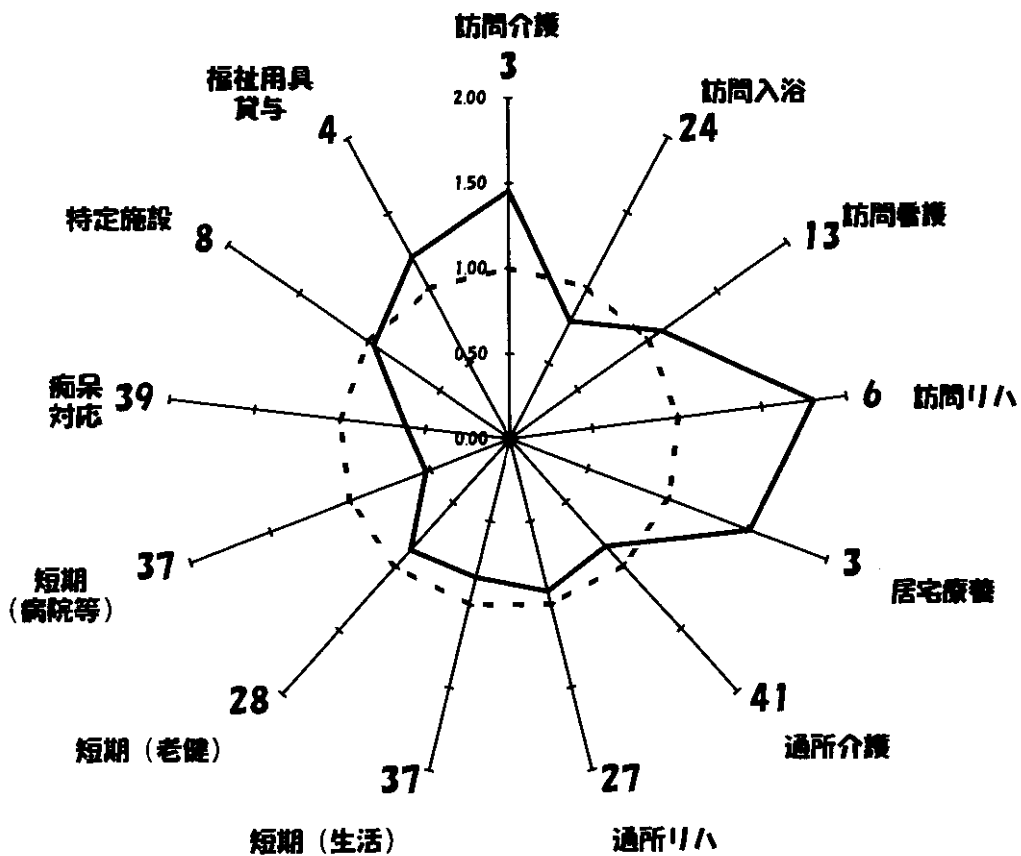 訪問介護
3
訪問入浴
24
訪問看護
13
訪問リハ
6
居宅療養
3
通所介護
41
通所リハ
27
短期（生活）
37
短期（老健）
28
短期
（病院等）
37
痴呆
対応
39
特定施設
8
福祉用具
貸与
4
2.00
1.50
1.00
0.50
0.00